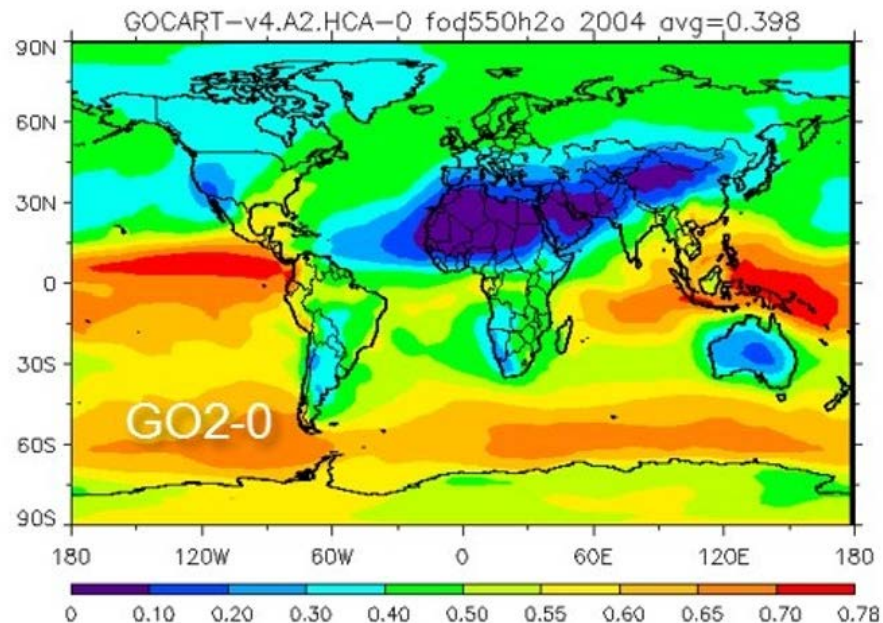 GOCART-v4.A2.HCA-0 fod550h2o 2004 avg=0.398
90N
60N
30N
0
30S
60S
90S
GO2-0
180 120W 60W 0 60E 120E 180
0 0.10 0.20 0.30 0.40 0.50 0.55 0.60 0.65 0.70 0.78